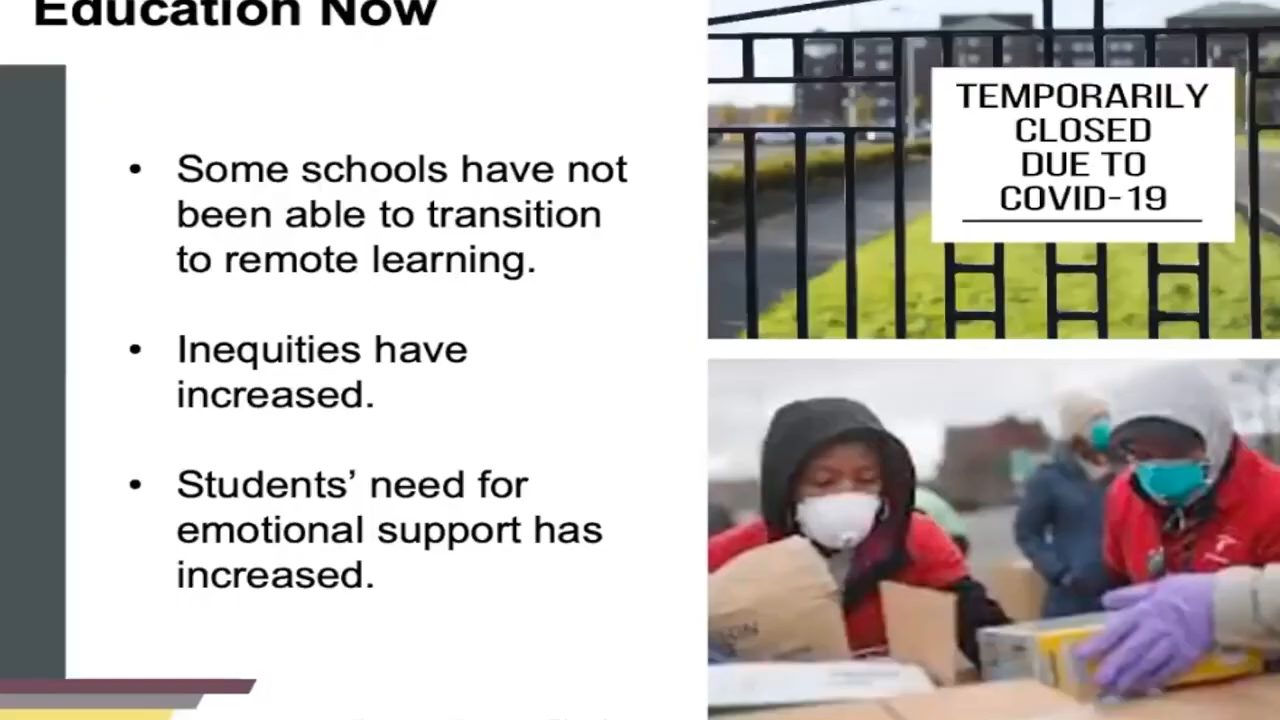 Education Now
• Some schools have not
been able to transition
to remote learning.
• Inequities have
increased.
• Students’ need for
emotional support has
increased.
TEMPORARILY
CLOSED
DUE TO
COVID-19